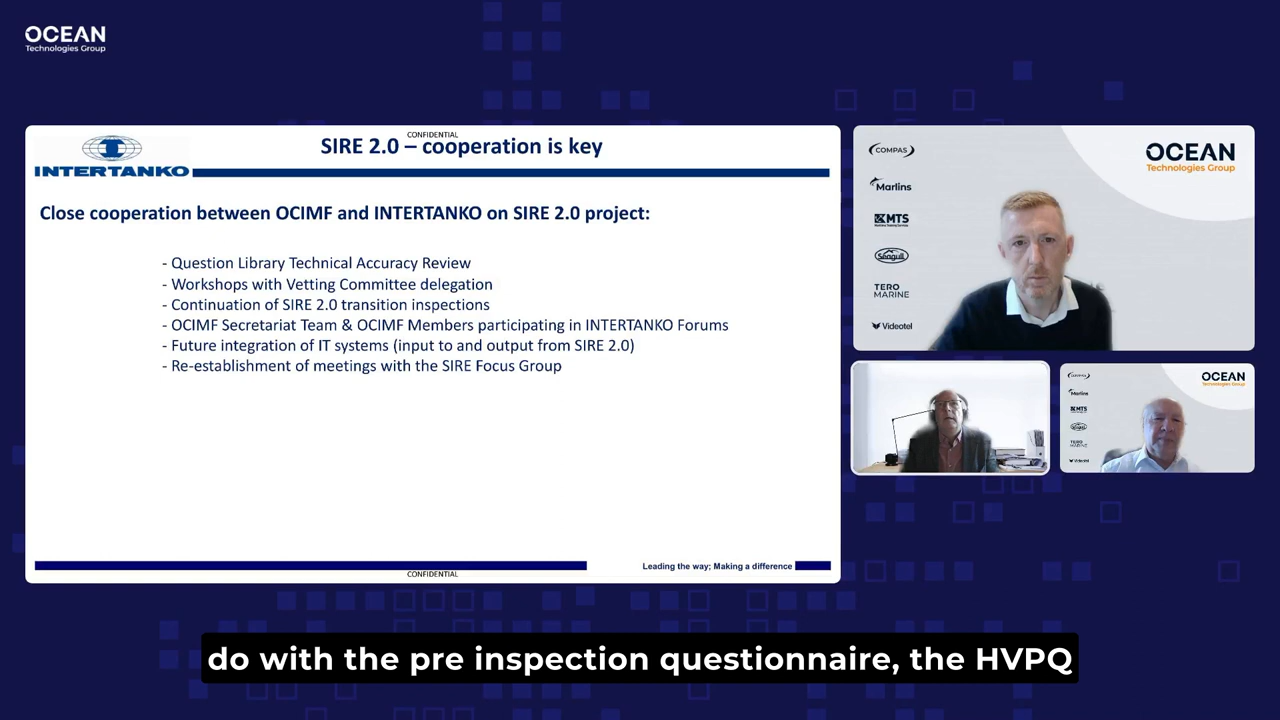 OCEAN
Technologies Group
CONFIDENTIAL
INTERTANKO
SIRE 2.0 – cooperation is key
Close cooperation between OCIMF and INTERTANKO on SIRE 2.0 project:
- Question Library Technical Accuracy Review
- Workshops with Vetting Committee delegation
- Continuation of SIRE 2.0 transition inspections
- OCIMF Secretariat Team & OCIMF Members participating in INTERTANKO Forums
- Future integration of IT systems (input to and output from SIRE 2.0)
- Re-establishment of meetings with the SIRE Focus Group
Leading the way; Making a difference
CONFIDENTIAL
COMPAS
Marlins
MTS
Seagull
TERO
MARINE
Videotel
OCEAN
Technologies Group
Marlins
MTS
TERO
MARINE
Videotel
OCEAN
Technologies Group
do with the pre inspection questionnaire, the HVPQ